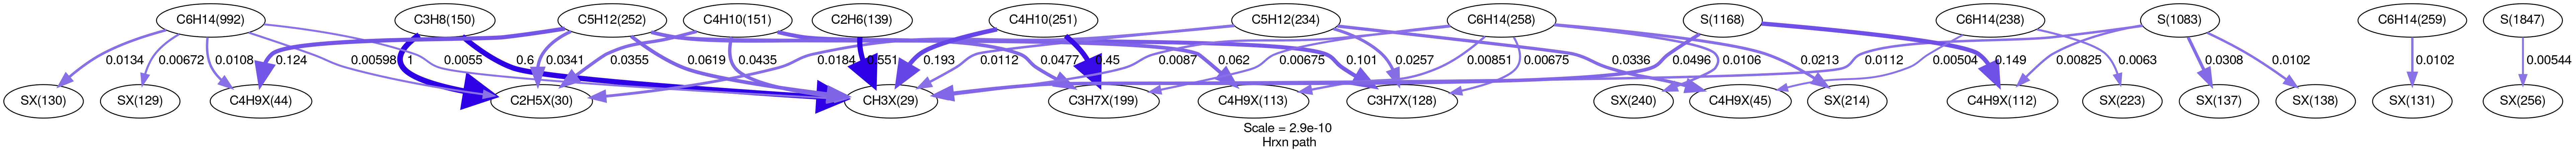 C6H14(992)
C3H8(150)
C5H12(252)
C4H10(151)
C2H6(139)
C4H10(251)
C5H12(234)
C6H14(258)
S(1168)
C6H14(238)
S(1083)
C6H14(259)
S(1847)
0.0134
0.00672
0.0108
0.124
0.00598
1
0.0055
0.6
0.0341
0.0355
0.0619
0.0435
0.0184
0.551
0.193
0.0112
0.0477
0.45
0.0087
0.062
0.00675
0.101
0.0257
0.00851
0.00675
0.0336
0.0496
0.0106
0.0213
0.0112
0.00504
0.149
0.00825
0.0063
0.0308
0.0102
0.0102
0.00544
SX(130)
SX(129)
C4H9X(44)
C2H5X(30)
CH3X(29)
C3H7X(199)
C4H9X(113)
C3H7X(128)
SX(240)
C4H9X(45)
SX(214)
C4H9X(112)
SX(223)
SX(137)
SX(138)
SX(131)
SX(256)
Scale = 2.9e-10
Hrxn path